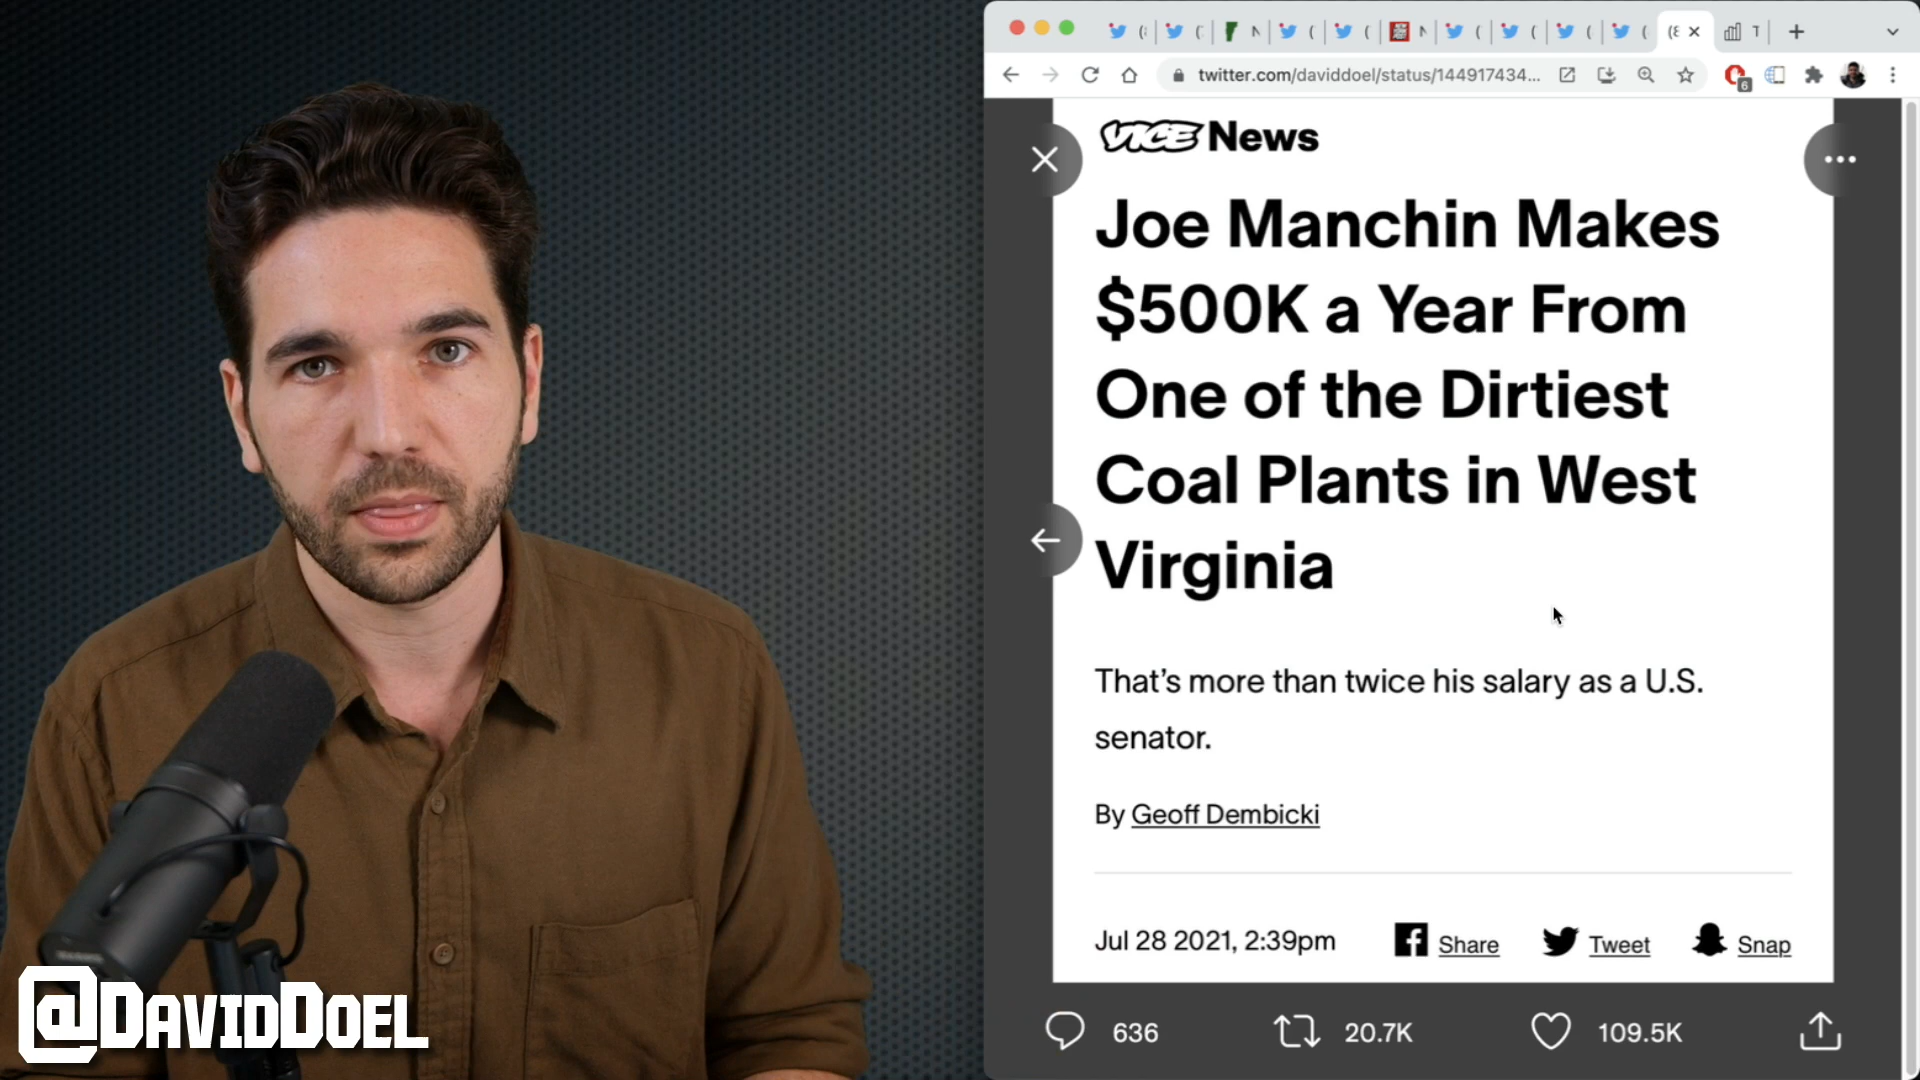 twitter.com/daviddoel/status/144917434...
6
VICE News
Joe Manchin Makes
$500K a Year From
One of the Dirtiest
Coal Plants in West
Virginia
That's more than twice his salary as a U.S.
senator.
By Geoff Dembicki
Jul 28 2021, 2:39pm
Share
Tweet
Snap
636
20.7K
109.5K
@DAVIDDOEL